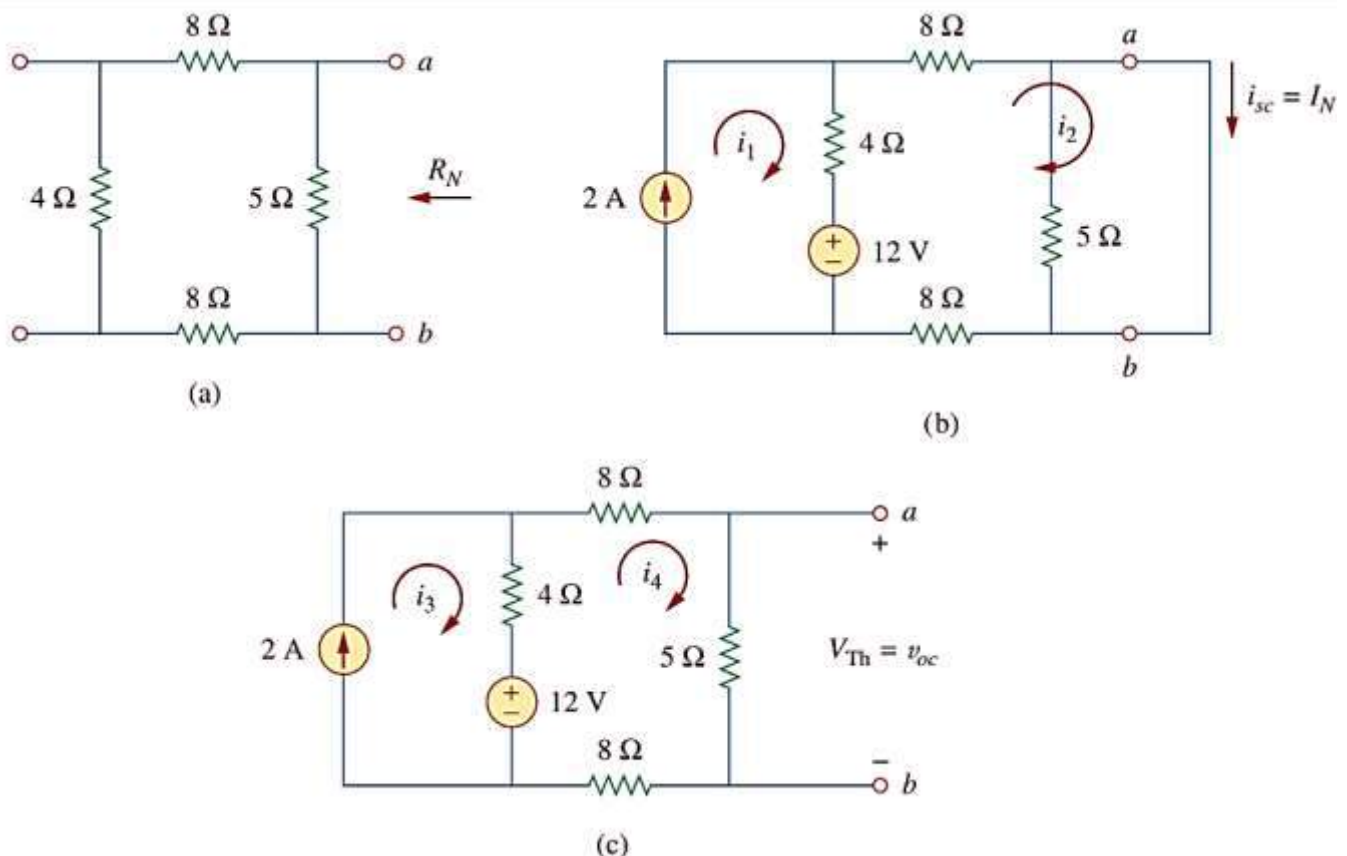 8 Ω
a
4 Ω
5 Ω
R_N
8 Ω
b
(a)
8 Ω
a
i_sc = I_N
i_1
4 Ω
i_2
2 A
12 V
5 Ω
8 Ω
b
(b)
8 Ω
a
+
i_3
4 Ω
i_4
2 A
5 Ω
V_Th = v_oc
12 V
8 Ω
−
b
(c)